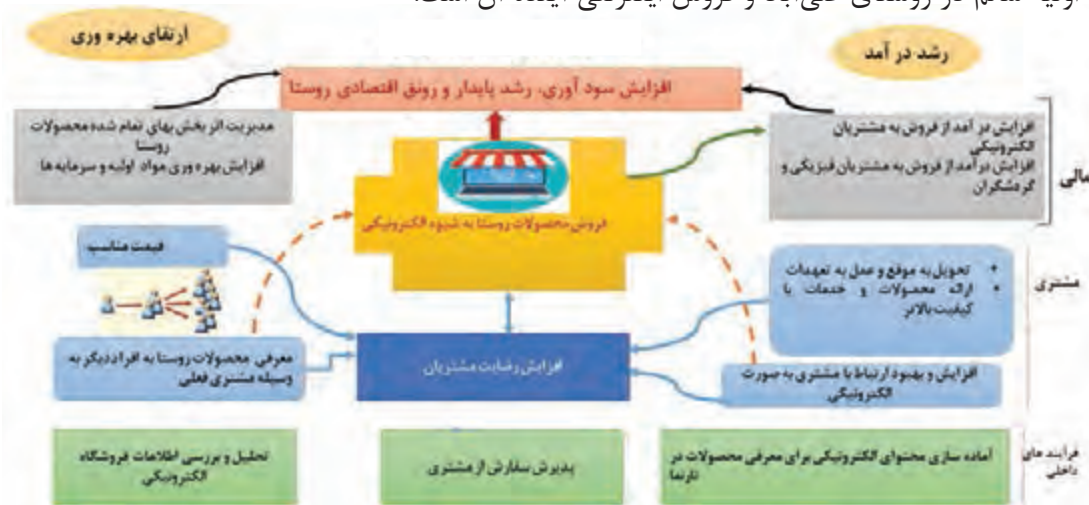 ارتقای بهره وری
رشد در آمد
افزایش سود آوری، رشد پایدار و رونق اقتصادی روستا
افزایش در آمد از فروش به مشتریان
الکترونیکی
افزایش درآمد از فروش به مشتریان فیزیکی و
گردشگران
مدیریت اثر بخش بهای تمام شده محصولات
روستا
افزایش بهره وری مواد اولیه و سرمایه ها
مالی
فروش محصولات روستا به شیوه الکترونیکی
قیمت مناسب
مشتری
تحویل به موقع و عمل به تعهدات
ارائه محصولات و خدمات با
کیفیت بالاتر
معرفی محصولات روستا به افراد دیگر به
وسیله مشتری فعلی
افزایش رضایت مشتریان
افزایش و بهبود ارتباط با مشتری به صورت
الکترونیکی
فرآیند های
داخلی
آماده سازی محتوای الکترونیکی برای معرفی محصولات در
تارنما
پذیرش سفارش از مشتری
تحلیل و بررسی اطلاعات فروشگاه
الکترونیکی